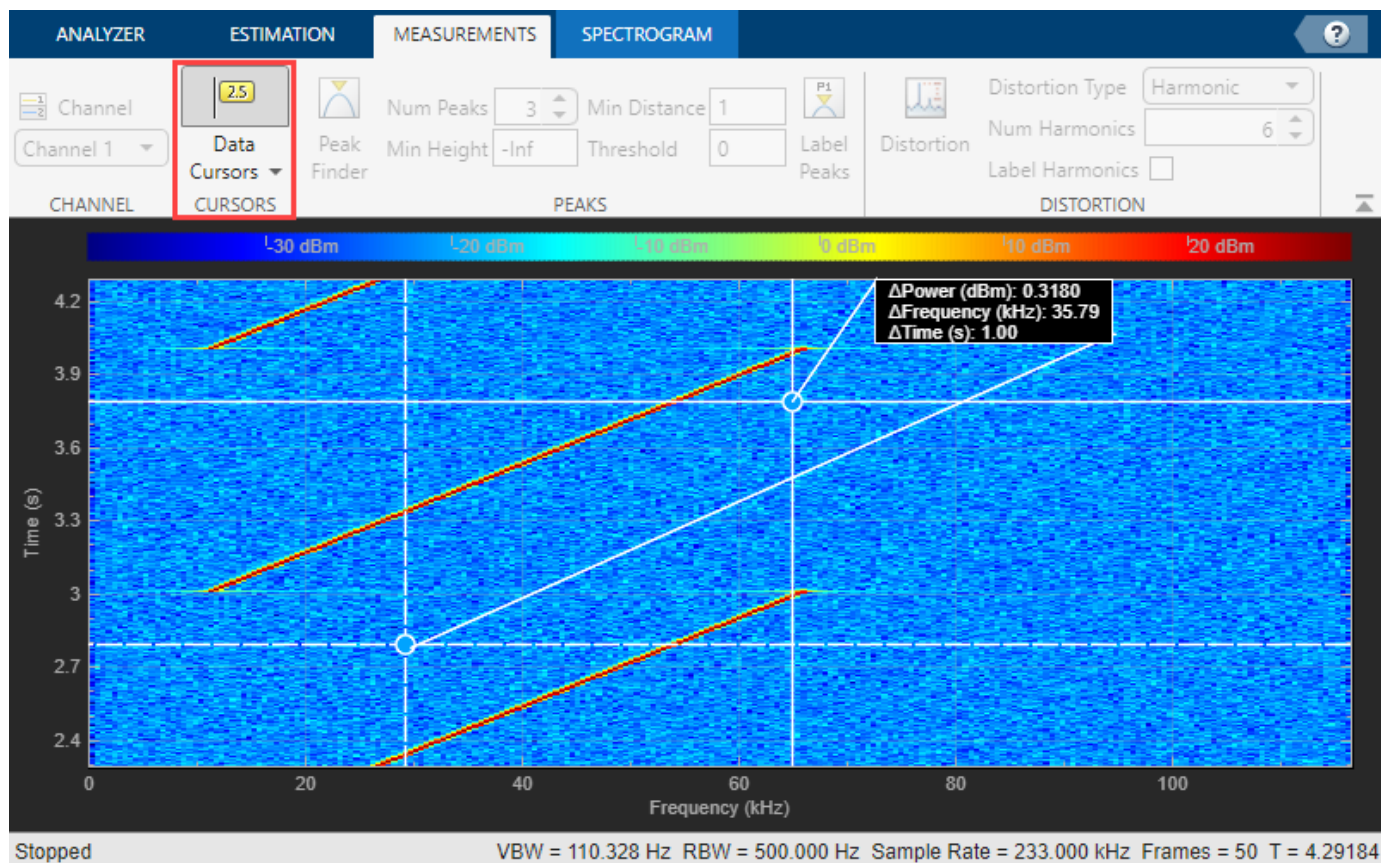 ANALYZER ESTIMATION MEASUREMENTS SPECTROGRAM ?
1 2 Channel
Channel 1
CHANNEL
2.5
Data
Cursors
CURSORS
Peak
Finder
Num Peaks 3 Min Distance 1
Min Height -Inf Threshold 0
P1
Label
Peaks
PEAKS
Distortion
Distortion Type Harmonic
Num Harmonics 6
Label Harmonics
DISTORTION
-30 dBm -20 dBm -10 dBm 0 dBm 10 dBm 20 dBm
ΔPower (dBm): 0.3180
ΔFrequency (kHz): 35.79
ΔTime (s): 1.00
4.2
3.9
3.6
3.3
3
2.7
2.4
Time (s)
0 20 40 60 80 100
Frequency (kHz)
Stopped VBW = 110.328 Hz RBW = 500.000 Hz Sample Rate = 233.000 kHz Frames = 50 T = 4.29184